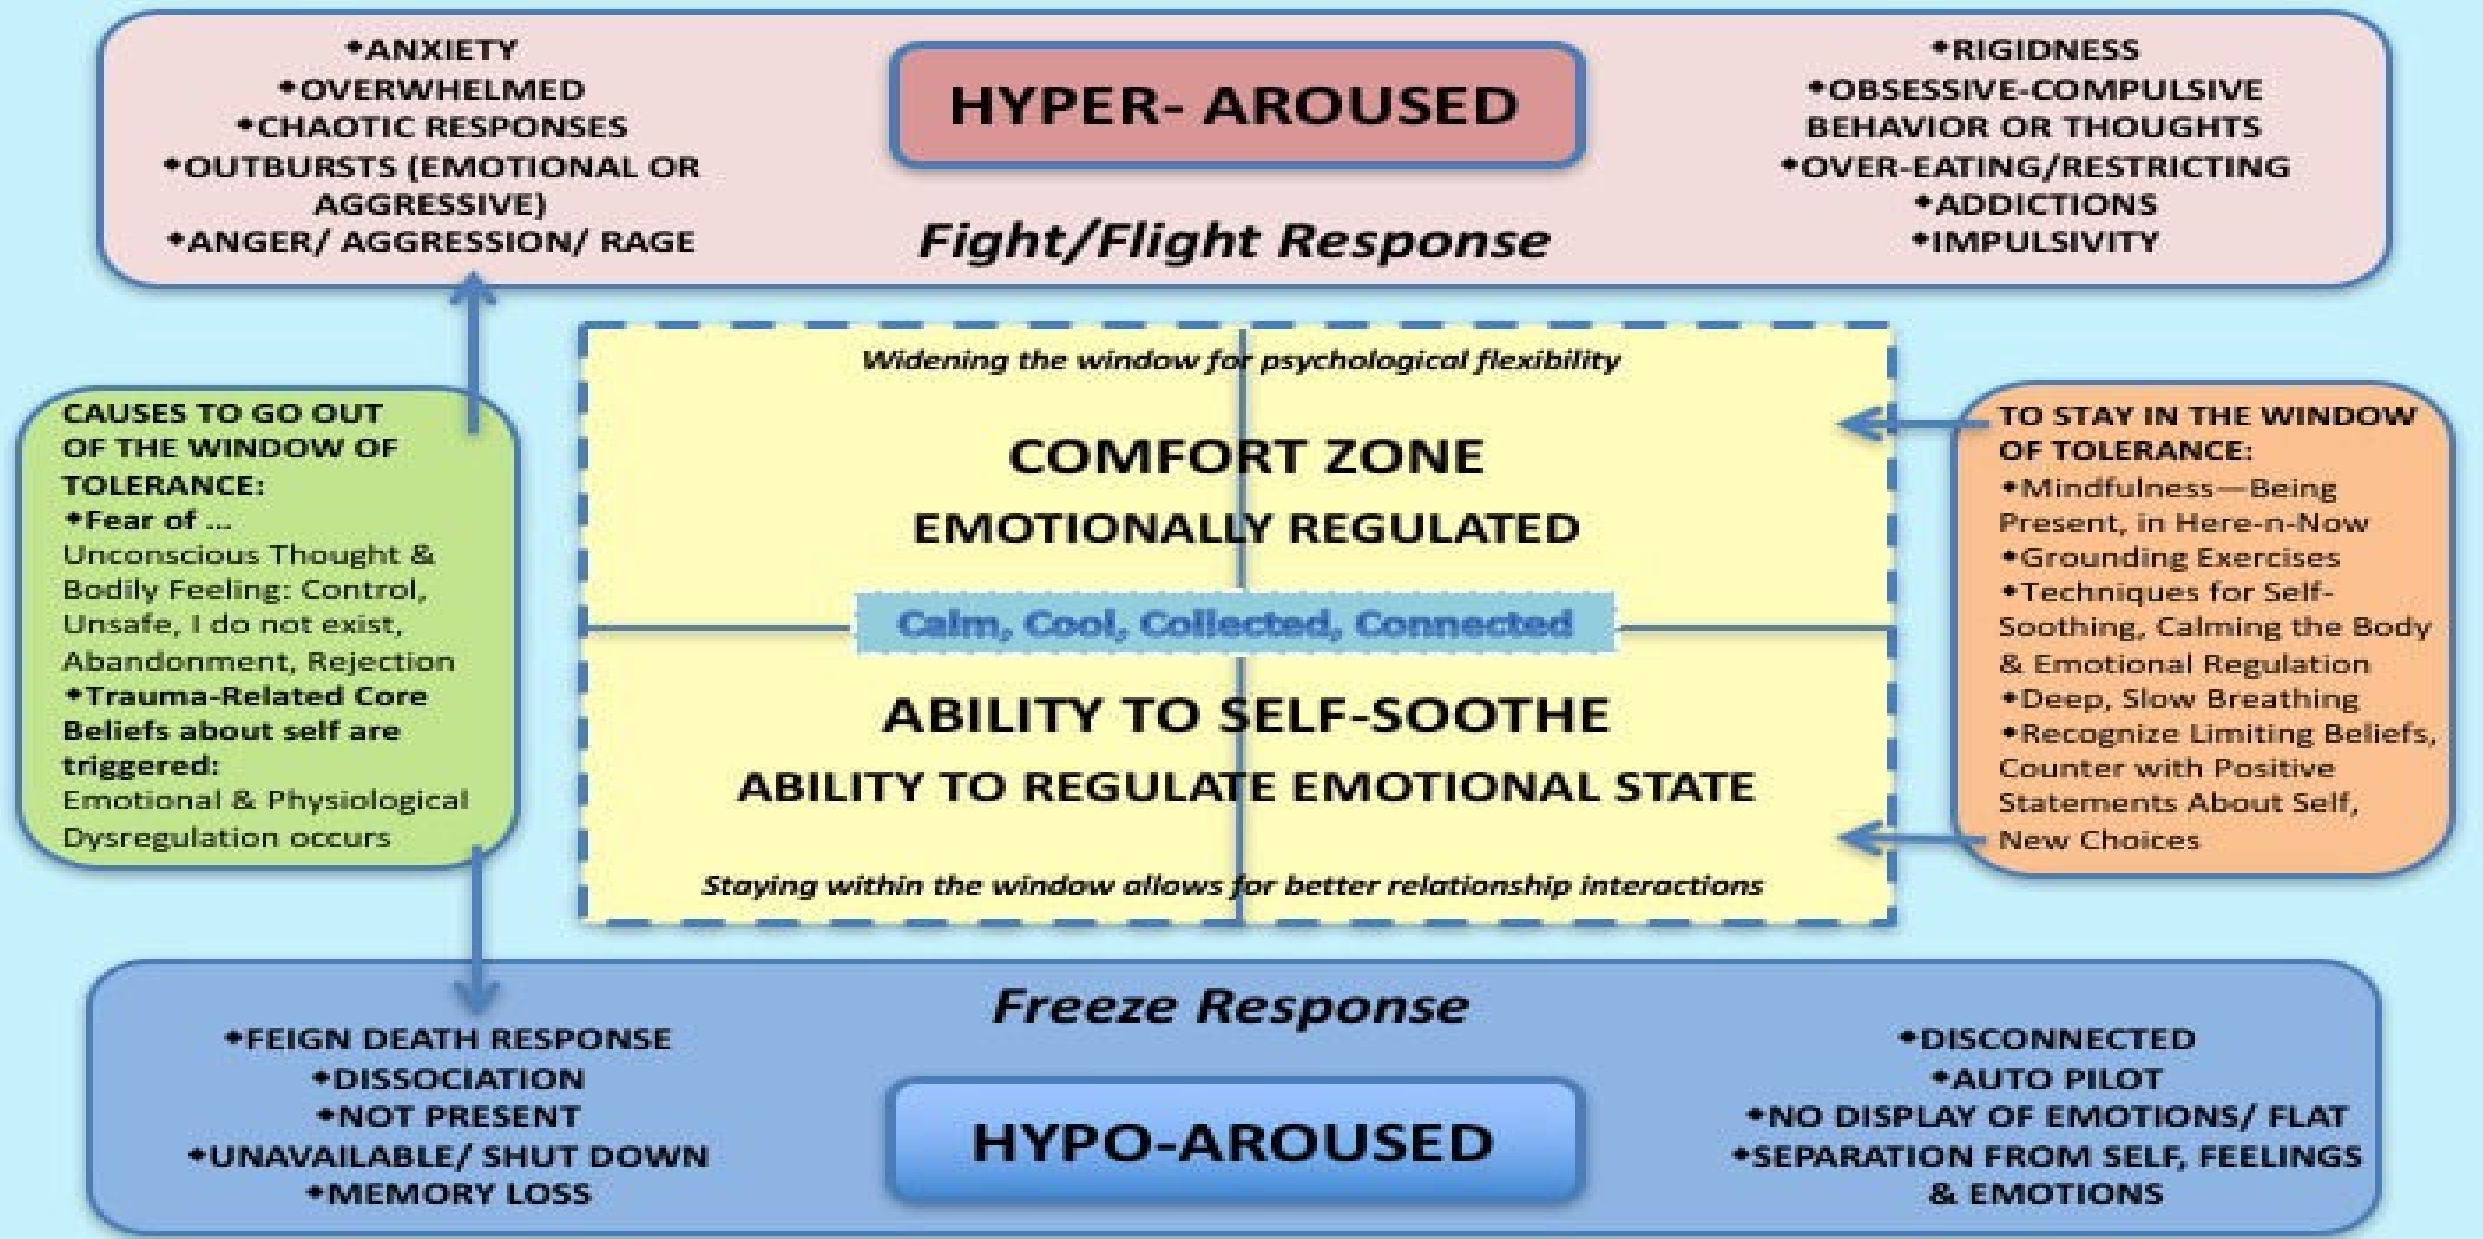 *ANXIETY
*OVERWHELMED
*CHAOTIC RESPONSES
*OUTBURSTS (EMOTIONAL OR
AGGRESSIVE)
*ANGER/ AGGRESSION/ RAGE
HYPER- AROUSED
Fight/Flight Response
*RIGIDNESS
*OBSESSIVE-COMPULSIVE
BEHAVIOR OR THOUGHTS
*OVER-EATING/RESTRICTING
*ADDICTIONS
*IMPULSIVITY
CAUSES TO GO OUT
OF THE WINDOW OF
TOLERANCE:
*Fear of ...
Unconscious Thought &
Bodily Feeling: Control,
Unsafe, I do not exist,
Abandonment, Rejection
*Trauma-Related Core
Beliefs about self are
triggered:
Emotional & Physiological
Dysregulation occurs
Widening the window for psychological flexibility
COMFORT ZONE
EMOTIONALLY REGULATED
Calm, Cool, Collected, Connected
ABILITY TO SELF-SOOTHE
ABILITY TO REGULATE EMOTIONAL STATE
Staying within the window allows for better relationship interactions
TO STAY IN THE WINDOW
OF TOLERANCE:
*Mindfulness—Being
Present, in Here-n-Now
*Grounding Exercises
*Techniques for Self-
Soothing, Calming the Body
& Emotional Regulation
*Deep, Slow Breathing
*Recognize Limiting Beliefs,
Counter with Positive
Statements About Self,
New Choices
*FEIGN DEATH RESPONSE
*DISSOCIATION
*NOT PRESENT
*UNAVAILABLE/ SHUT DOWN
*MEMORY LOSS
Freeze Response
HYPO-AROUSED
*DISCONNECTED
*AUTO PILOT
*NO DISPLAY OF EMOTIONS/ FLAT
*SEPARATION FROM SELF, FEELINGS
& EMOTIONS